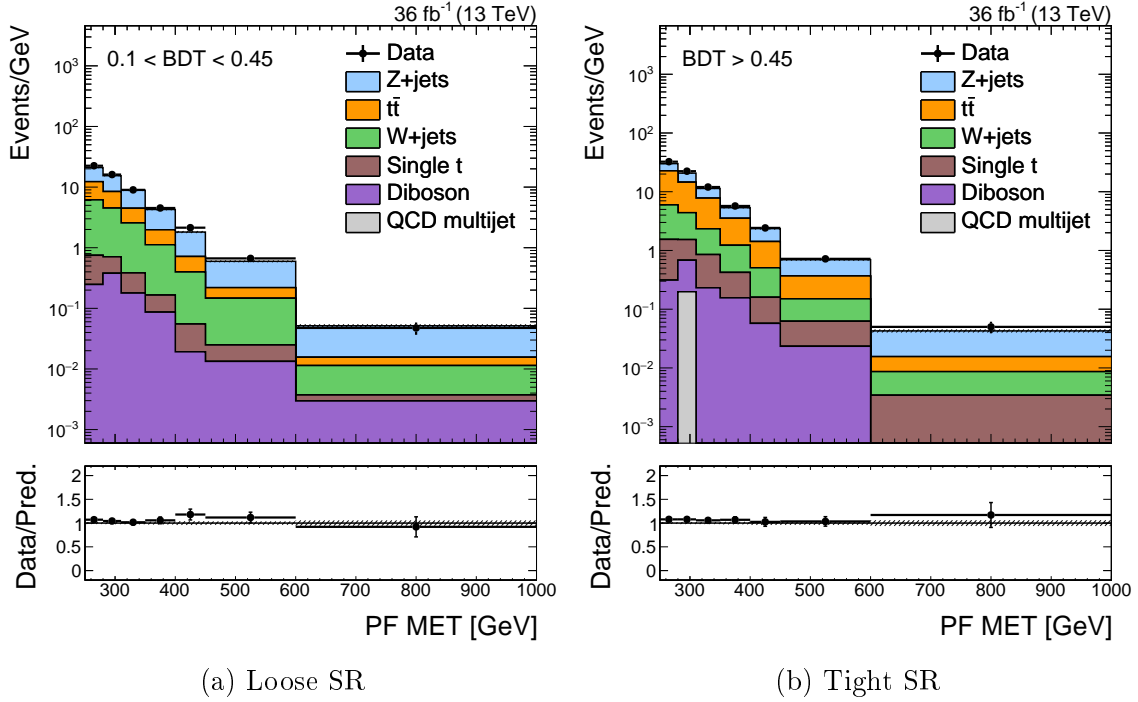 36 fb⁻¹ (13 TeV)
Events/GeV
0.1 < BDT < 0.45
Data
Z+jets
tt̄
W+jets
Single t
Diboson
QCD multijet
10³
10²
10
1
10⁻¹
10⁻²
10⁻³
Data/Pred.
2
1.5
1
0.5
0
300 400 500 600 700 800 900 1000
PF MET [GeV]
(a) Loose SR
36 fb⁻¹ (13 TeV)
Events/GeV
BDT > 0.45
Data
Z+jets
tt̄
W+jets
Single t
Diboson
QCD multijet
10³
10²
10
1
10⁻¹
10⁻²
10⁻³
Data/Pred.
2
1.5
1
0.5
0
300 400 500 600 700 800 900 1000
PF MET [GeV]
(b) Tight SR